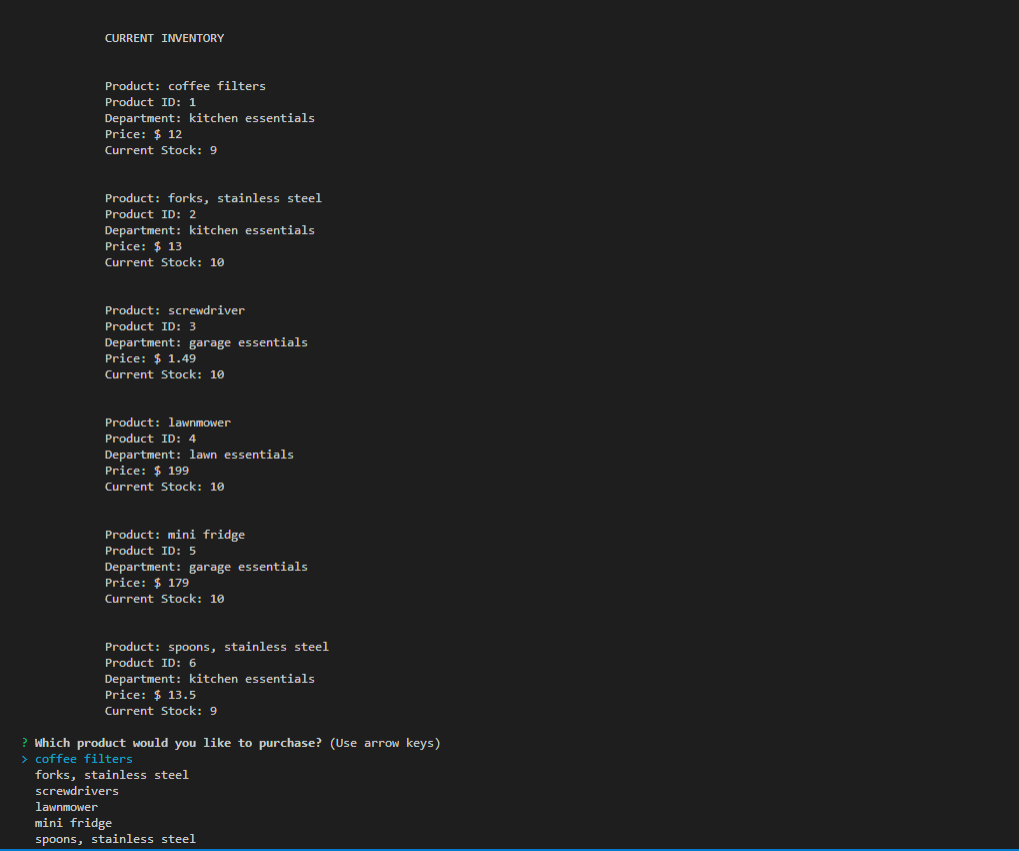 CURRENT INVENTORY
Product: coffee filters
Product ID: 1
Department: kitchen essentials
Price: $ 12
Current Stock: 9
Product: forks, stainless steel
Product ID: 2
Department: kitchen essentials
Price: $ 13
Current Stock: 10
Product: screwdriver
Product ID: 3
Department: garage essentials
Price: $ 1.49
Current Stock: 10
Product: lawnmower
Product ID: 4
Department: lawn essentials
Price: $ 199
Current Stock: 10
Product: mini fridge
Product ID: 5
Department: garage essentials
Price: $ 179
Current Stock: 10
Product: spoons, stainless steel
Product ID: 6
Department: kitchen essentials
Price: $ 13.5
Current Stock: 9
? Which product would you like to purchase? (Use arrow keys)
> coffee filters
forks, stainless steel
screwdrivers
lawnmower
mini fridge
spoons, stainless steel